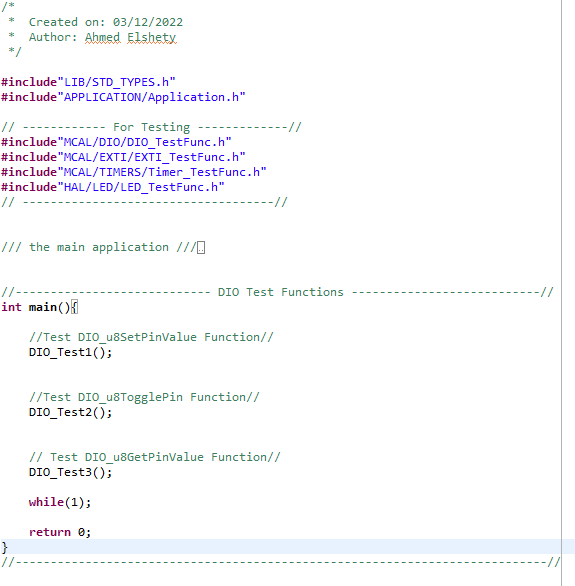 /*
 *  Created on: 03/12/2022
 *  Author: Ahmed Elshety
 */
#include"LIB/STD_TYPES.h"
#include"APPLICATION/Application.h"
// ------------ For Testing -------------//
#include"MCAL/DIO/DIO_TestFunc.h"
#include"MCAL/EXTI/EXTI_TestFunc.h"
#include"MCAL/TIMERS/Timer_TestFunc.h"
#include"HAL/LED/LED_TestFunc.h"
// ------------------------------------//
/// the main application ///..
//---------------------------- DIO Test Functions ---------------------------//
int main(){
    //Test DIO_u8SetPinValue Function//
    DIO_Test1();
    //Test DIO_u8TogglePin Function//
    DIO_Test2();
    // Test DIO_u8GetPinValue Function//
    DIO_Test3();
    while(1);
    return 0;
}
//----------------------------------------------------------------------------//